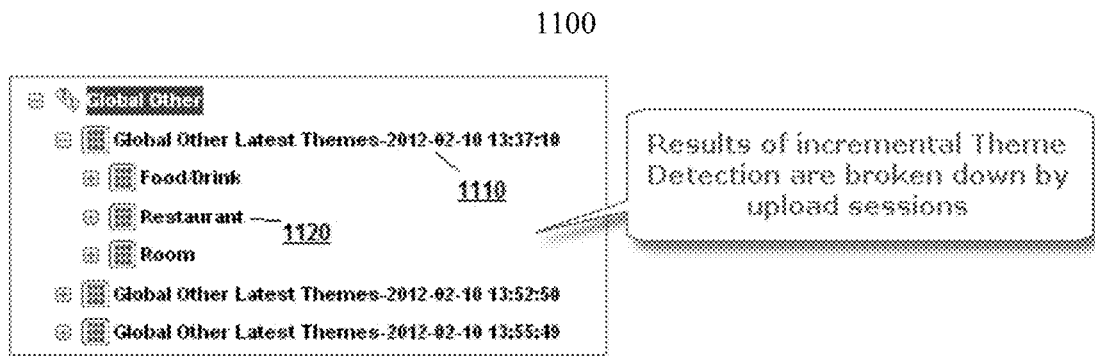 1100
Global Other
Global Other Latest Themes-2012-02-10 13:37:10
1110
Food/Drink
Restaurant
1120
Room
Global Other Latest Themes-2012-02-10 13:52:50
Global Other Latest Themes-2012-02-10 13:55:49
Results of incremental Theme
Detection are broken down by
upload sessions